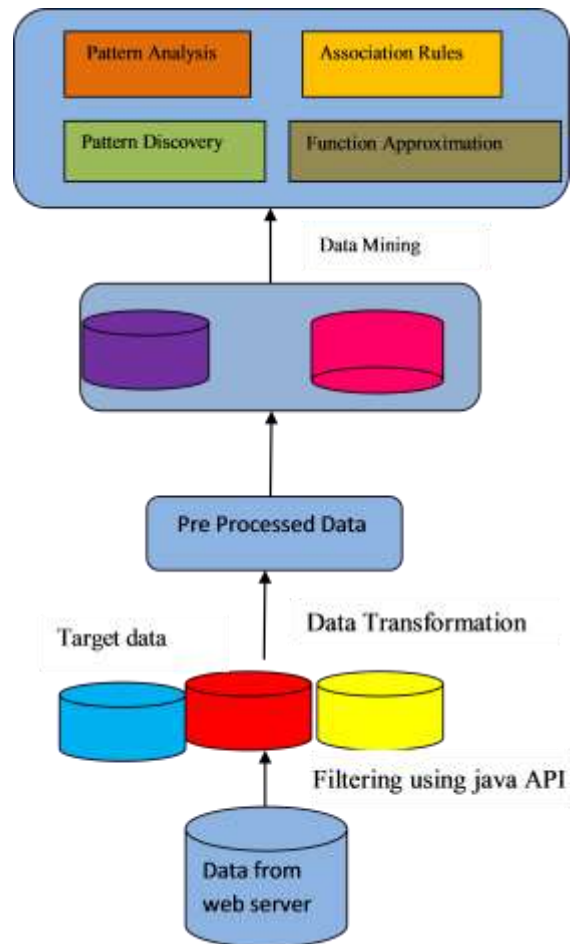 Pattern Analysis
Association Rules
Pattern Discovery
Function Approximation
Data Mining
Pre Processed Data
Target data
Data Transformation
Filtering using java API
Data from
web server